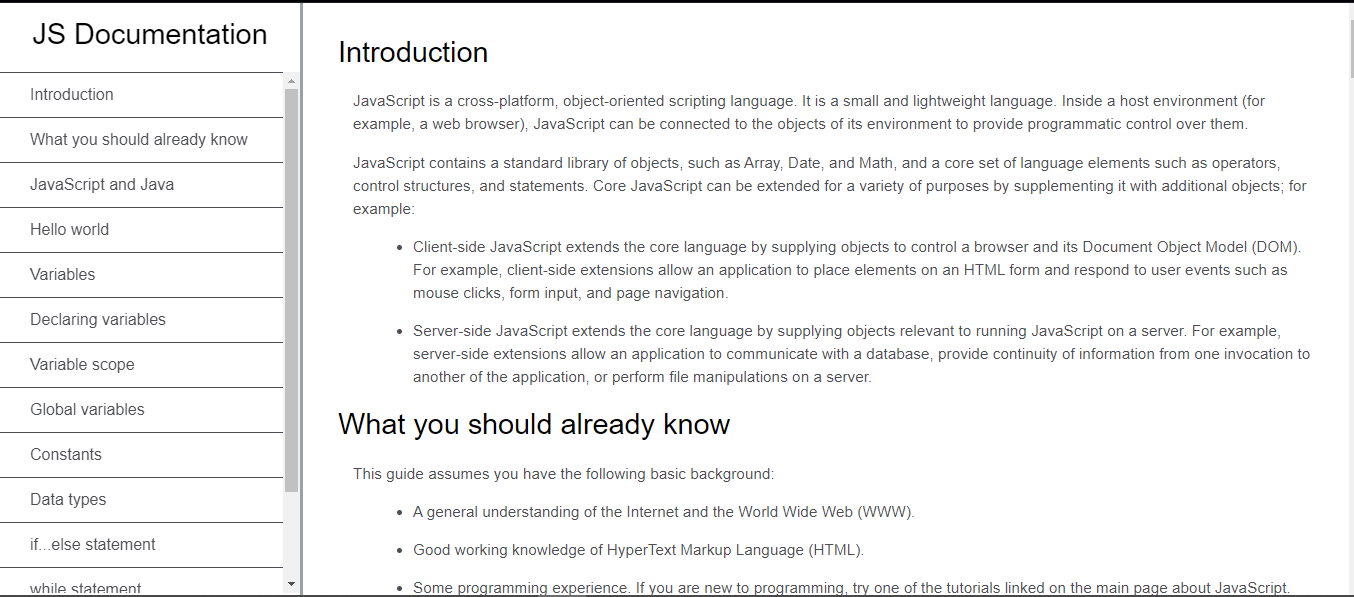 JS Documentation
Introduction
What you should already know
JavaScript and Java
Hello world
Variables
Declaring variables
Variable scope
Global variables
Constants
Data types
if...else statement
while statement
Introduction
JavaScript is a cross-platform, object-oriented scripting language. It is a small and lightweight language. Inside a host environment (for
example, a web browser), JavaScript can be connected to the objects of its environment to provide programmatic control over them.
JavaScript contains a standard library of objects, such as Array, Date, and Math, and a core set of language elements such as operators,
control structures, and statements. Core JavaScript can be extended for a variety of purposes by supplementing it with additional objects; for
example:
• Client-side JavaScript extends the core language by supplying objects to control a browser and its Document Object Model (DOM).
For example, client-side extensions allow an application to place elements on an HTML form and respond to user events such as
mouse clicks, form input, and page navigation.
• Server-side JavaScript extends the core language by supplying objects relevant to running JavaScript on a server. For example,
server-side extensions allow an application to communicate with a database, provide continuity of information from one invocation to
another of the application, or perform file manipulations on a server.
What you should already know
This guide assumes you have the following basic background:
• A general understanding of the Internet and the World Wide Web (WWW).
• Good working knowledge of HyperText Markup Language (HTML).
• Some programming experience. If you are new to programming, try one of the tutorials linked on the main page about JavaScript.